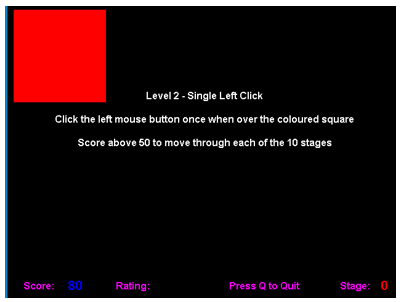 Level 2 - Single Left Click
Click the left mouse button once when over the coloured square
Score above 50 to move through each of the 10 stages
Score: 80 Rating: Press Q to Quit Stage: 0